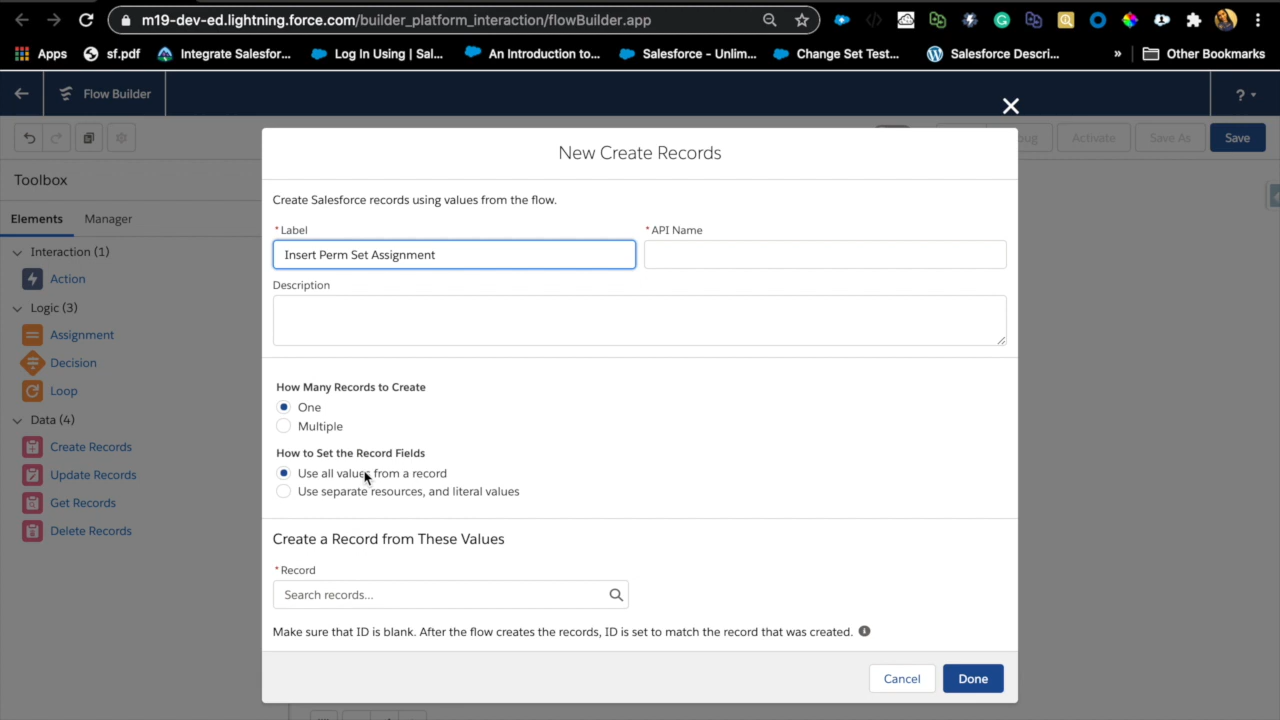 m19-dev-ed.lightning.force.com/builder_platform_interaction/flowBuilder.app
Apps
sf.pdf
Integrate Salesfor...
Log In Using | Sal...
An Introduction to...
Salesforce – Unlim...
Change Set Test...
Salesforce Descri...
»
Other Bookmarks
Flow Builder
?
Activate
Save As
Save
Toolbox
Elements
Manager
Interaction (1)
Action
Logic (3)
Assignment
Decision
Loop
Data (4)
Create Records
Update Records
Get Records
Delete Records
New Create Records
Create Salesforce records using values from the flow.
* Label
Insert Perm Set Assignment
* API Name
Description
How Many Records to Create
One
Multiple
How to Set the Record Fields
Use all values from a record
Use separate resources, and literal values
Create a Record from These Values
* Record
Search records...
Make sure that ID is blank. After the flow creates the records, ID is set to match the record that was created.
Cancel
Done